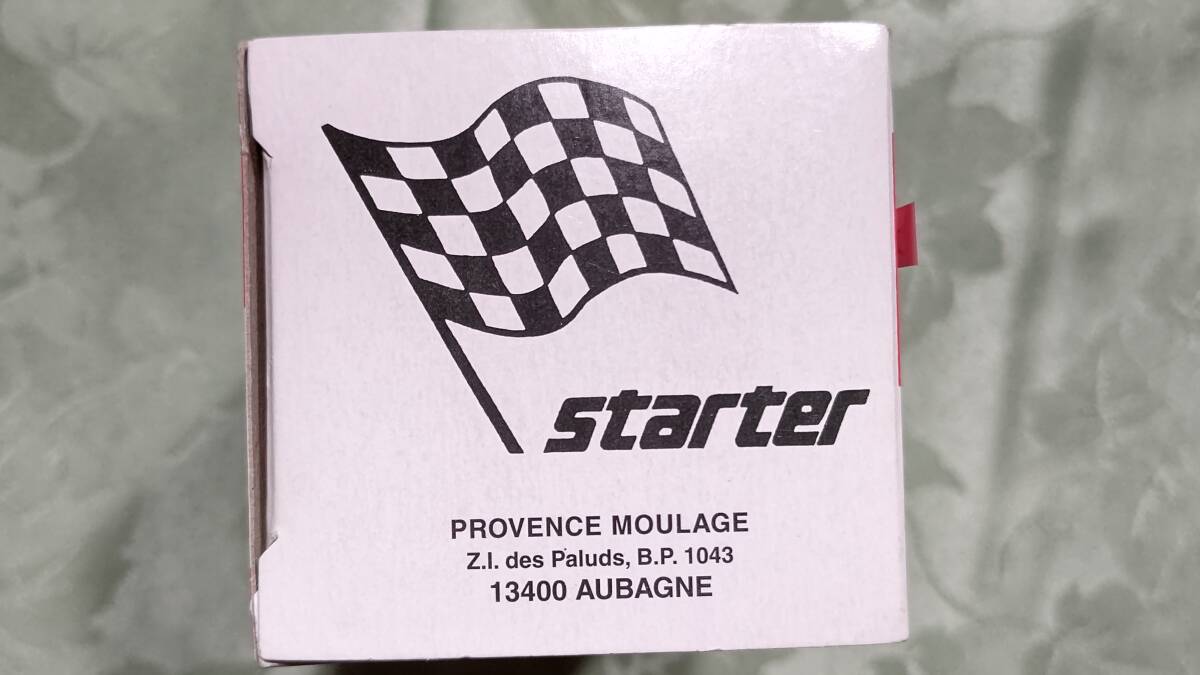 starter
PROVENCE MOULAGE
Z.I. des Paluds, B.P. 1043
13400 AUBAGNE